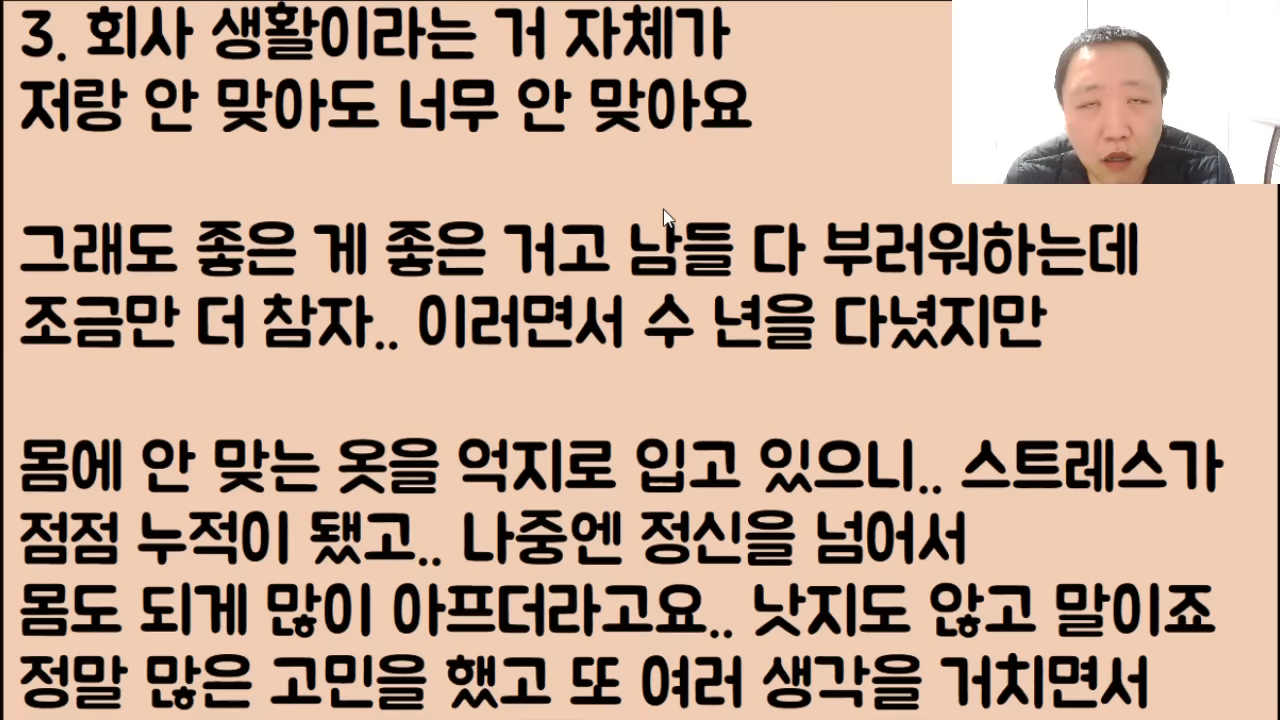 3. 회사 생활이라는 거 자체가
저랑 안 맞아도 너무 안 맞아요
그래도 좋은 게 좋은 거고 남들 다 부러워하는데
조금만 더 참자.. 이러면서 수 년을 다녔지만
몸에 안 맞는 옷을 억지로 입고 있으니.. 스트레스가
점점 누적이 됐고.. 나중엔 정신을 넘어서
몸도 되게 많이 아프더라고요.. 낫지도 않고 말이죠
정말 많은 고민을 했고 또 여러 생각을 거치면서